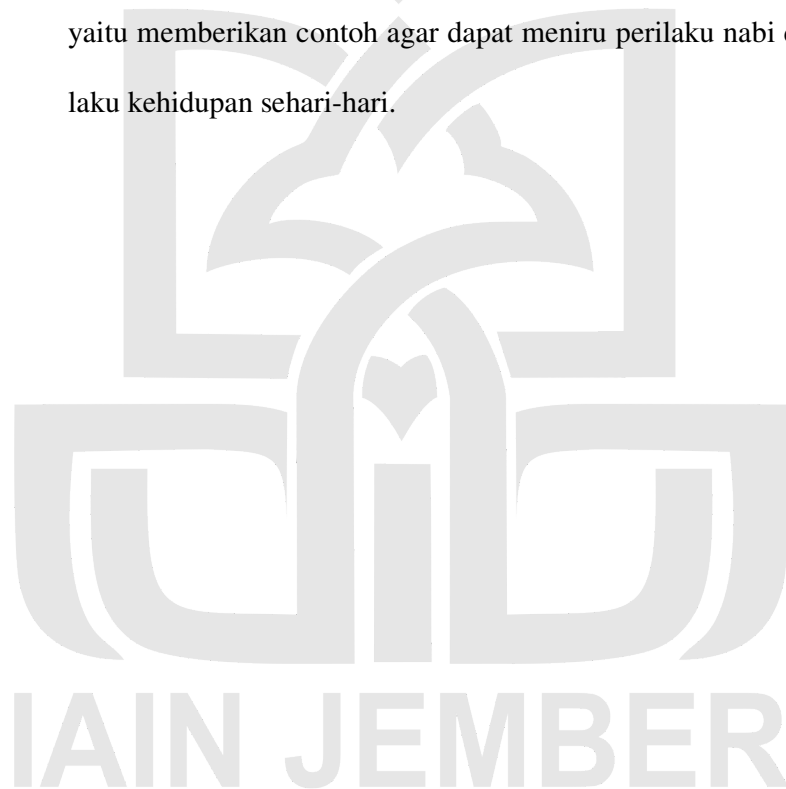 yaitu memberikan contoh agar dapat meniru perilaku nabi
laku kehidupan sehari-hari.
IAIN JEMBER